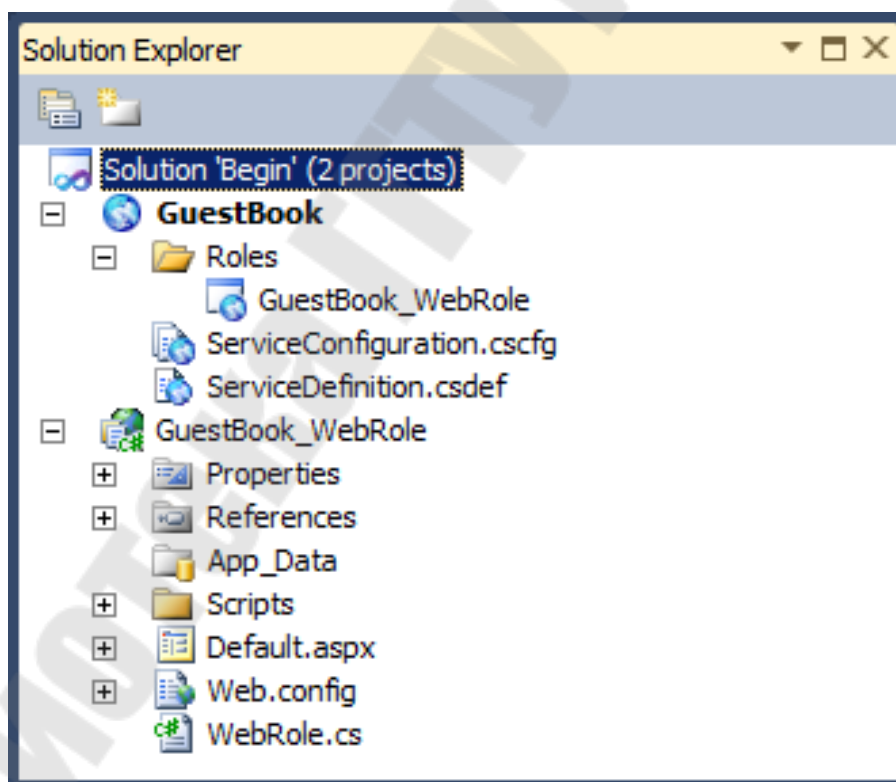 Solution Explorer
Solution 'Begin' (2 projects)
GuestBook
Roles
GuestBook_WebRole
ServiceConfiguration.cscfg
ServiceDefinition.csdef
GuestBook_WebRole
Properties
References
App_Data
Scripts
Default.aspx
Web.config
WebRole.cs